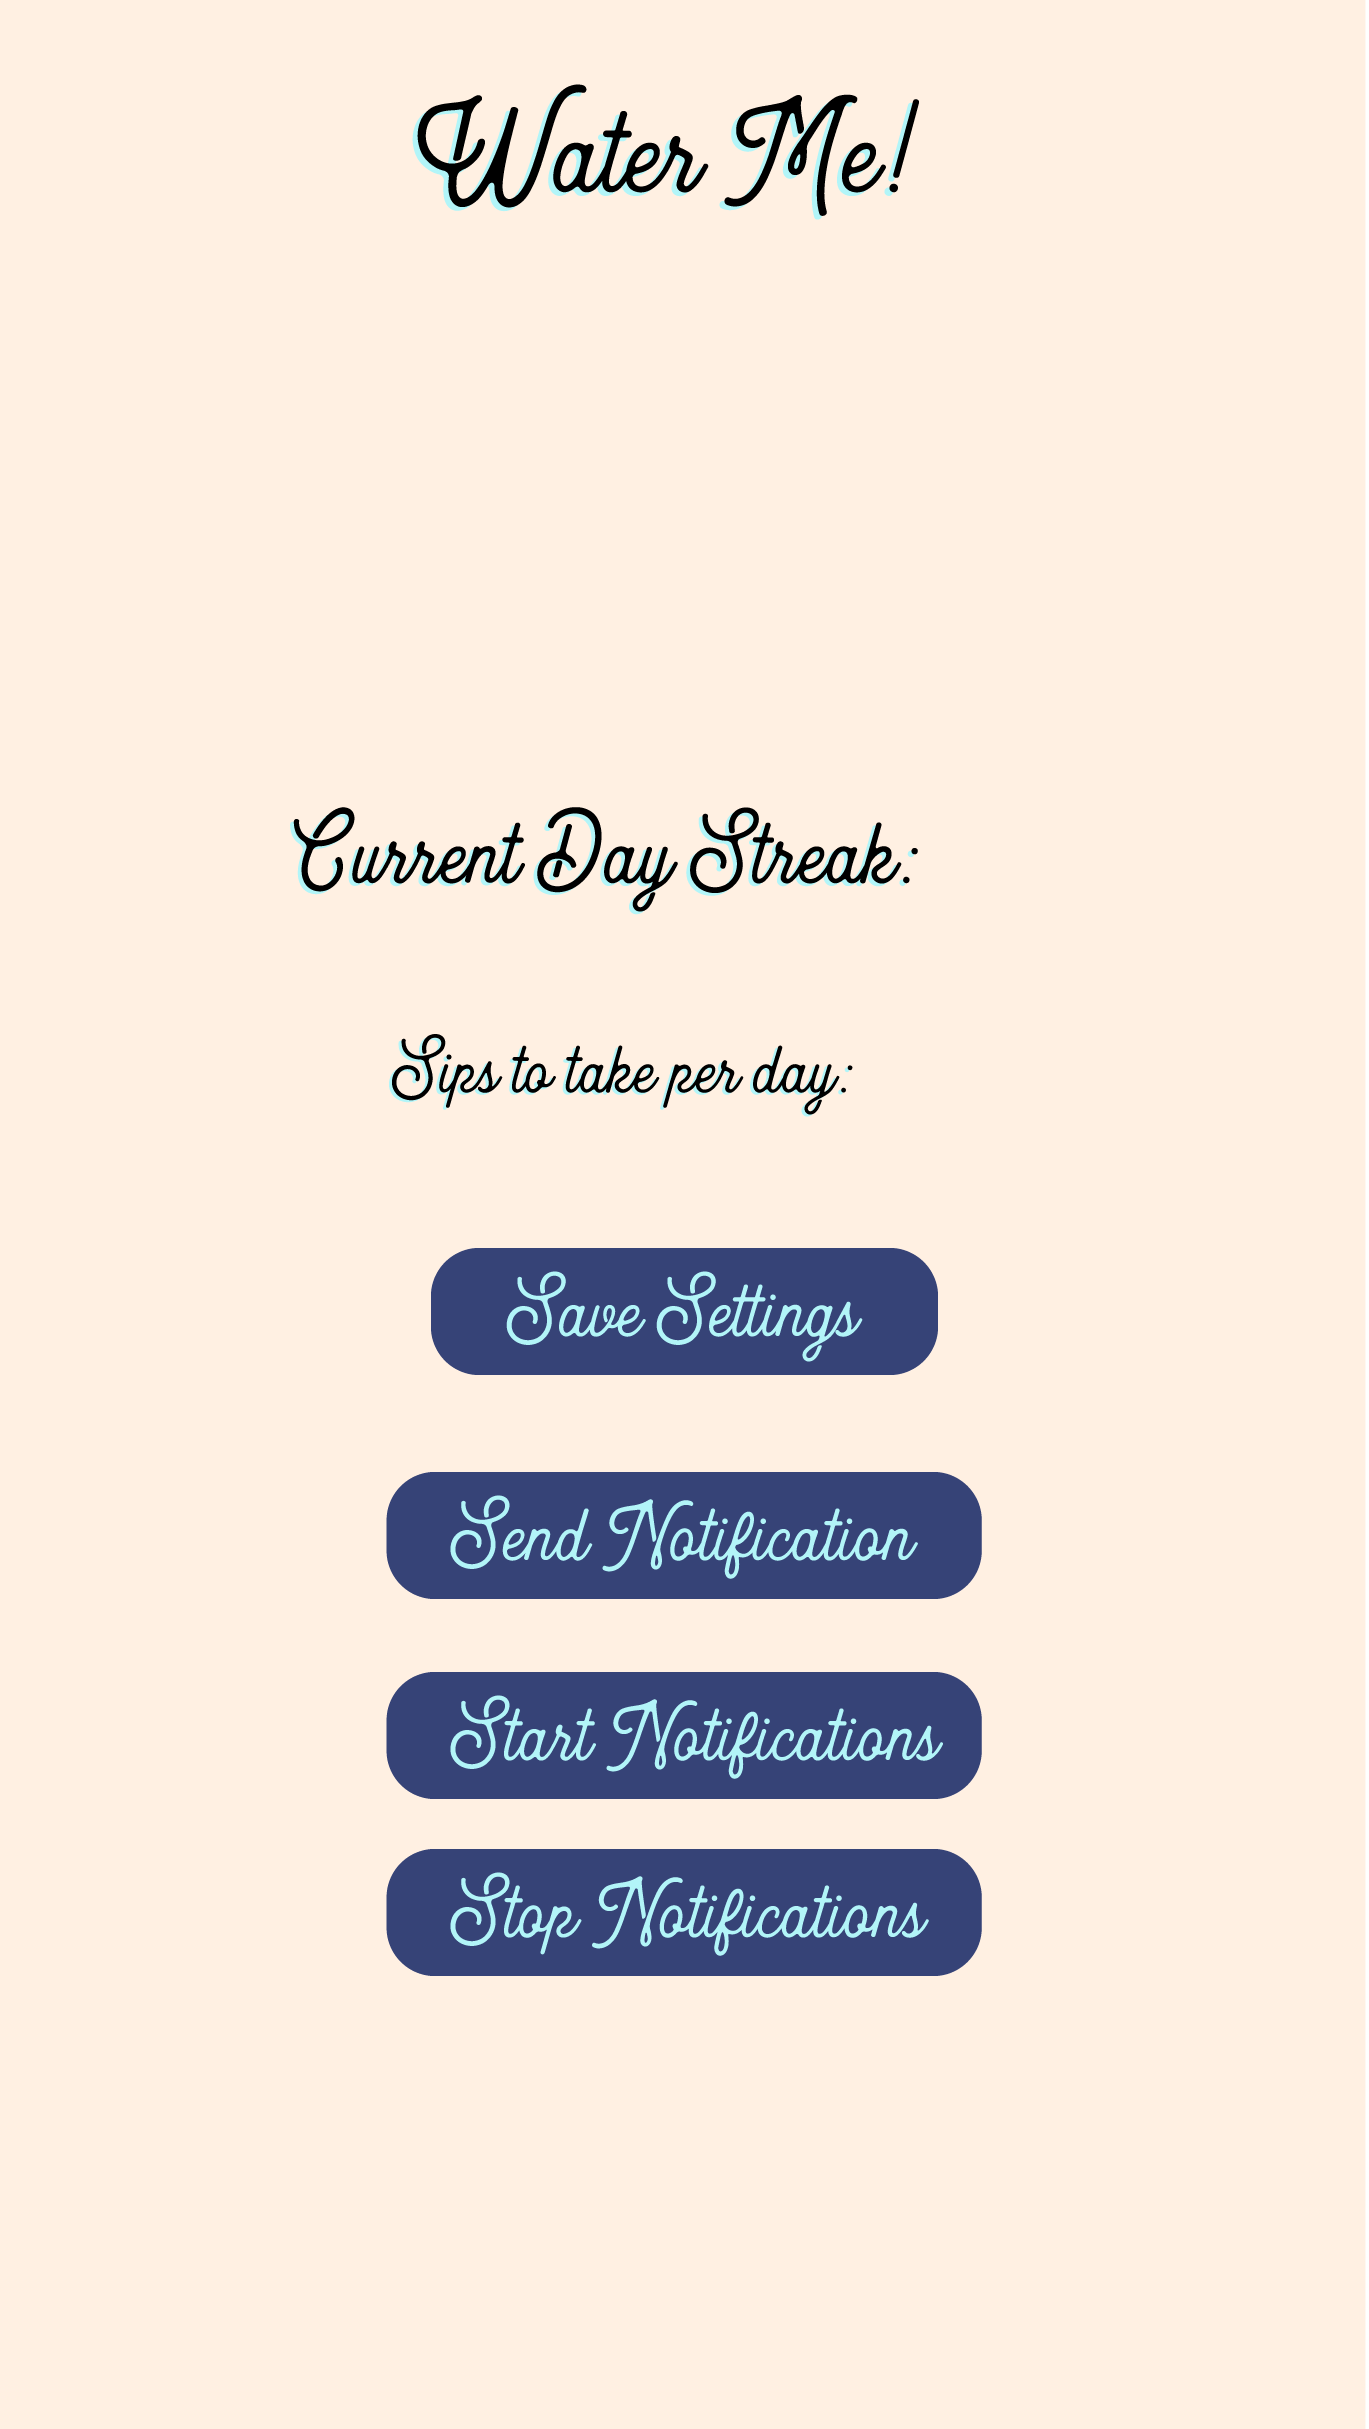 Water Me!
Current Day Streak:
Sips to take per day:
Save Settings
Send Notification
Start Notifications
Stop Notifications